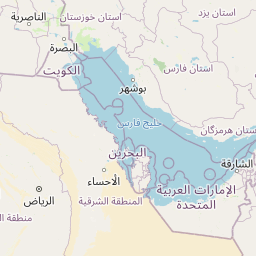 استان یزد
استان خوزستان
الناصرية
البصرة
استان فارس
الكويت
بوشهر
خلیج فارس
استان هرمزگان
البحرين
الشارقة
الأحساء
الإمارات العربية
المتحدة
الرياض
المنطقة الشرقية
منطقة ال